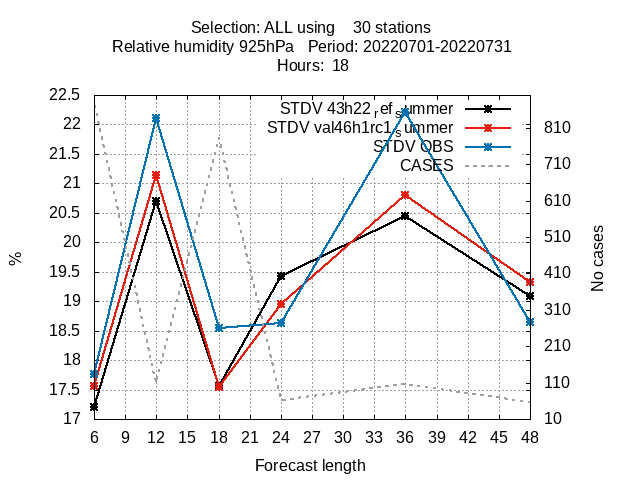 Selection: ALL using    30 stations
Relative humidity 925hPa   Period: 20220701-20220731
Hours:  18
STDV 43h22_ref_summer
STDV val46h1rc1_summer
STDV OBS
CASES
22.5
22
21.5
21
20.5
20
19.5
19
18.5
18
17.5
17
%
810
710
610
510
410
310
210
110
10
No cases
6 9 12 15 18 21 24 27 30 33 36 39 42 45 48
Forecast length